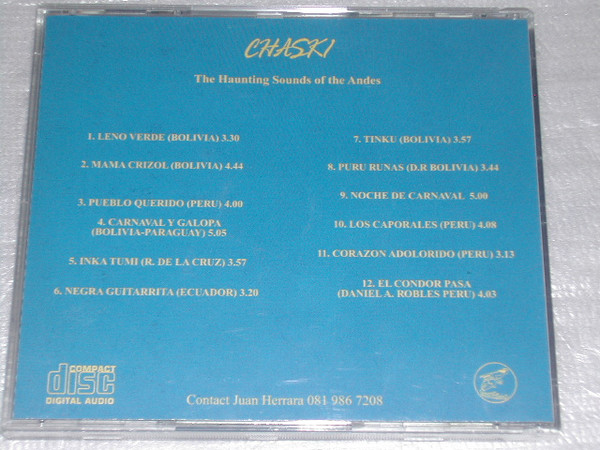 CHASKI
The Haunting Sounds of the Andes
1. LENO VERDE (BOLIVIA) 3.30
2. MAMA CRIZOL (BOLIVIA) 4.44
3. PUEBLO QUERIDO (PERU) 4.00
4. CARNAVAL Y GALOPA
(BOLIVIA-PARAGUAY) 5.05
5. INKA TUMI (R. DE LA CRUZ) 3.57
6. NEGRA GUITARRITA (ECUADOR) 3.20
7. TINKU (BOLIVIA) 3.57
8. PURU RUNAS (D.R BOLIVIA) 3.44
9. NOCHE DE CARNAVAL 5.00
10. LOS CAPORALES (PERU) 4.08
11. CORAZON ADOLORIDO (PERU) 3.13
12. EL CONDOR PASA
(DANIEL A. ROBLES PERU) 4.03
COMPACT
disc
DIGITAL AUDIO
Contact Juan Herrara 081 986 7208